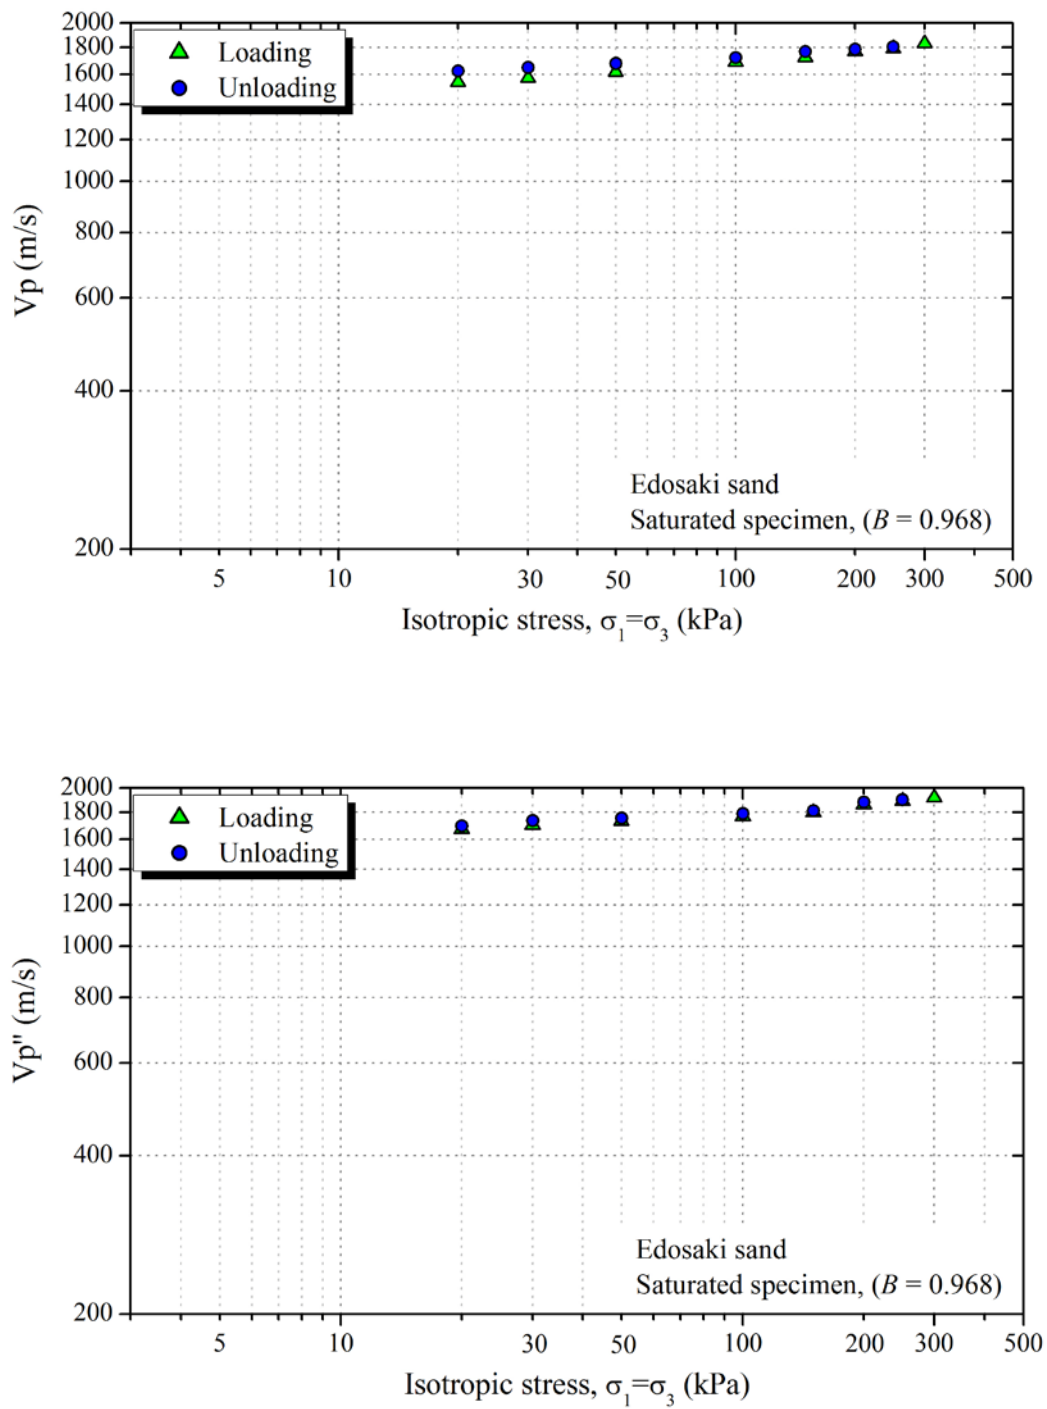 2000
1800
1600
1400
1200
1000
800
600
400
200
Vp (m/s)
Loading
Unloading
Edosaki sand
Saturated specimen, (B = 0.968)
5 10 30 50 100 200 300 500
Isotropic stress, σ₁=σ₃ (kPa)
2000
1800
1600
1400
1200
1000
800
600
400
200
Vp" (m/s)
Loading
Unloading
Edosaki sand
Saturated specimen, (B = 0.968)
5 10 30 50 100 200 300 500
Isotropic stress, σ₁=σ₃ (kPa)